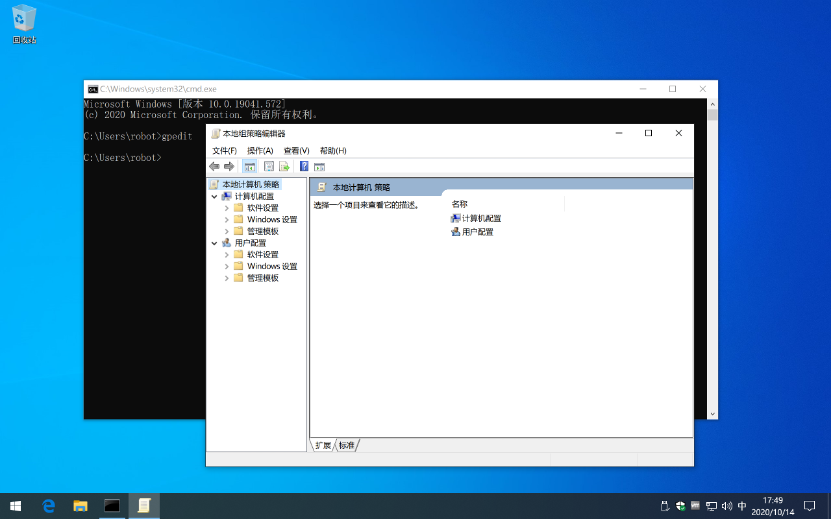 回收站
C:\Windows\system32\cmd.exe
Microsoft Windows [版本 10.0.19041.572]
(c) 2020 Microsoft Corporation. 保留所有权利。
C:\Users\robot>gpedit
C:\Users\robot>
本地组策略编辑器
文件(F) 操作(A) 查看(V) 帮助(H)
本地计算机 策略
计算机配置
软件设置
Windows 设置
管理模板
用户配置
软件设置
Windows 设置
管理模板
本地计算机 策略
选择一个项目来查看它的描述。
名称
计算机配置
用户配置
扩展 标准
中
17:49
2020/10/14